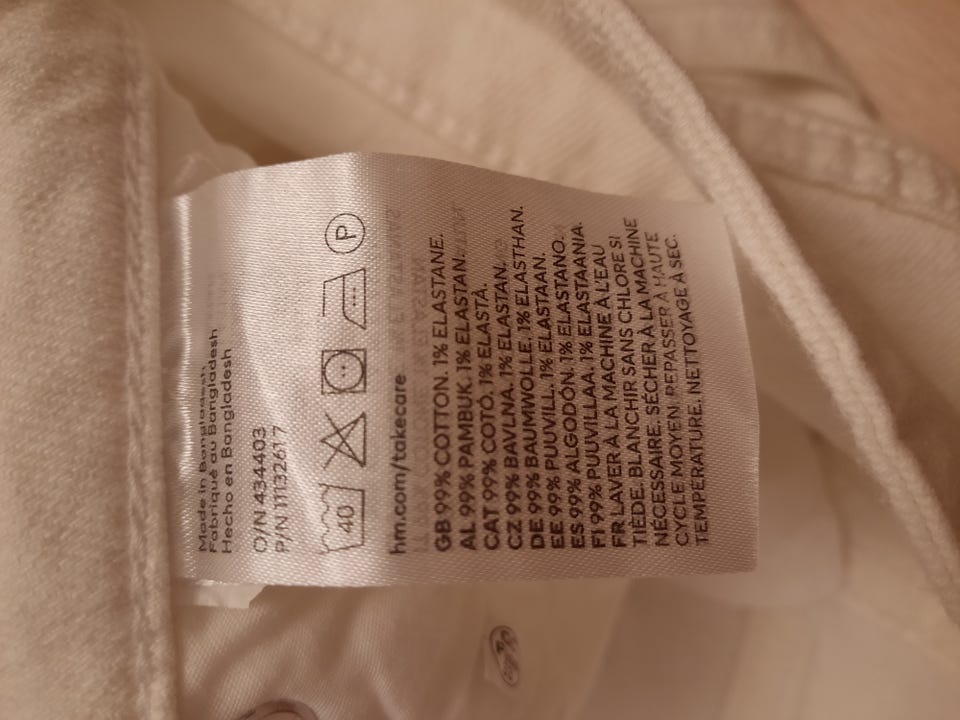 Made in Bangladesh
Fabriqué au Bangladesh
Hecho en Bangladesh
O/N 434403
P/N 11132617
40
P
hm.com/takecare
GB 99% COTTON. 1% ELASTANE.
AL 99% PAMBUK. 1% ELASTAN.
CAT 99% COTÓ. 1% ELASTÀ.
CZ 99% BAVLNA. 1% ELASTAN.
DE 99% BAUMWOLLE. 1% ELASTHAN.
EE 99% PUUVILL. 1% ELASTAAN.
ES 99% ALGODÓN. 1% ELASTANO.
FI 99% PUUVILLAA. 1% ELASTAANIA.
FR LAVER À LA MACHINE À L'EAU
TIÈDE. BLANCHIR SANS CHLORE SI
NÉCESSAIRE. SÉCHER À LA MACHINE
CYCLE MOYEN. REPASSER À HAUTE
TEMPÉRATURE. NETTOYAGE À SEC.